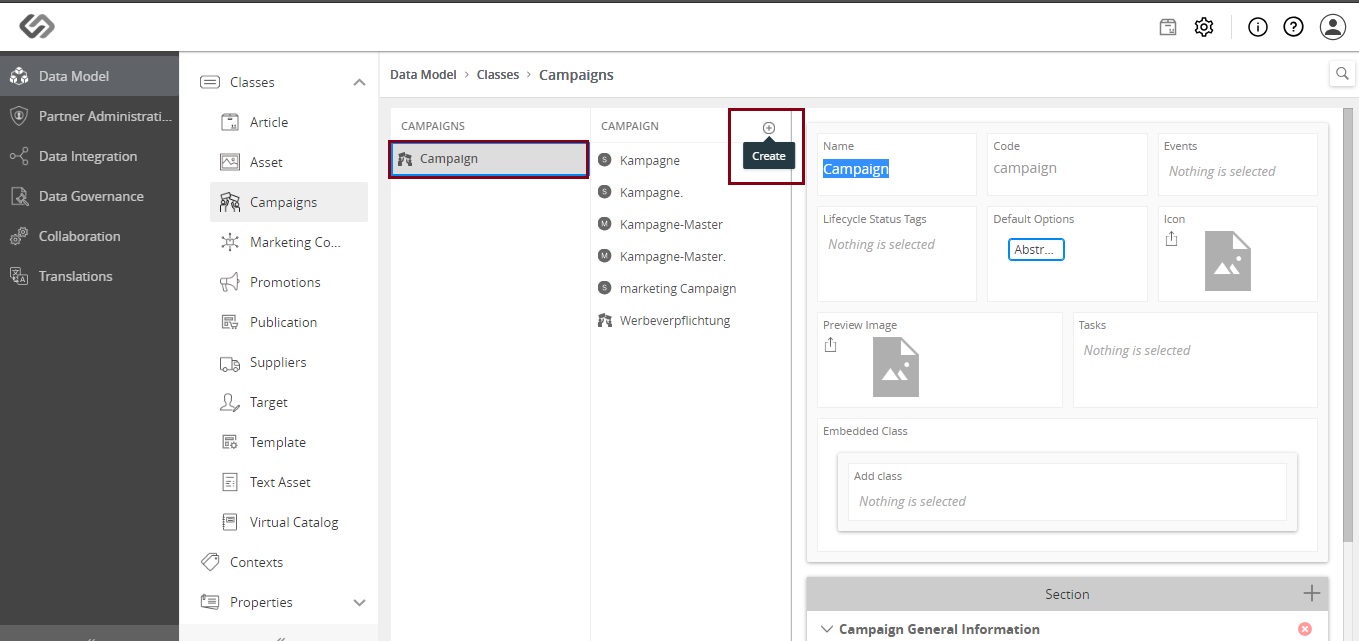 Data Model
Partner Administrati...
Data Integration
Data Governance
Collaboration
Translations
Classes
Article
Asset
Campaigns
Marketing Co...
Promotions
Publication
Suppliers
Target
Template
Text Asset
Virtual Catalog
Contexts
Properties
Data Model > Classes > Campaigns
CAMPAIGNS
Campaign
CAMPAIGN
Create
S Kampagne
S Kampagne.
M Kampagne-Master
M Kampagne-Master.
S marketing Campaign
Werbeverpflichtung
Name
Campaign
Code
campaign
Events
Nothing is selected
Lifecycle Status Tags
Nothing is selected
Default Options
Abstr...
Icon
Preview Image
Tasks
Nothing is selected
Embedded Class
Add class
Nothing is selected
Section
Campaign General Information